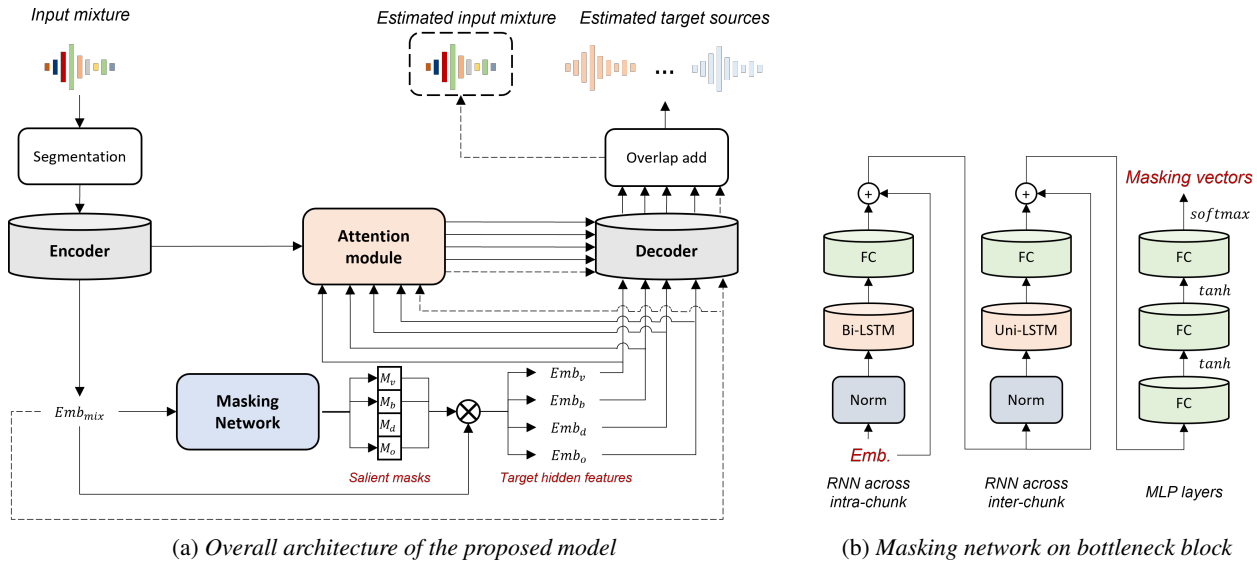 Input mixture
Estimated input mixture
Estimated target sources
...
Segmentation
Overlap add
Encoder
Attention
module
Decoder
Emb_mix
Masking
Network
M_v
M_b
M_d
M_o
Salient masks
Emb_v
Emb_b
Emb_d
Emb_o
Target hidden features
(a) Overall architecture of the proposed model
+
FC
Bi-LSTM
Norm
Emb.
RNN across
intra-chunk
+
FC
Uni-LSTM
Norm
RNN across
inter-chunk
Masking vectors
softmax
FC
tanh
FC
tanh
FC
MLP layers
(b) Masking network on bottleneck block